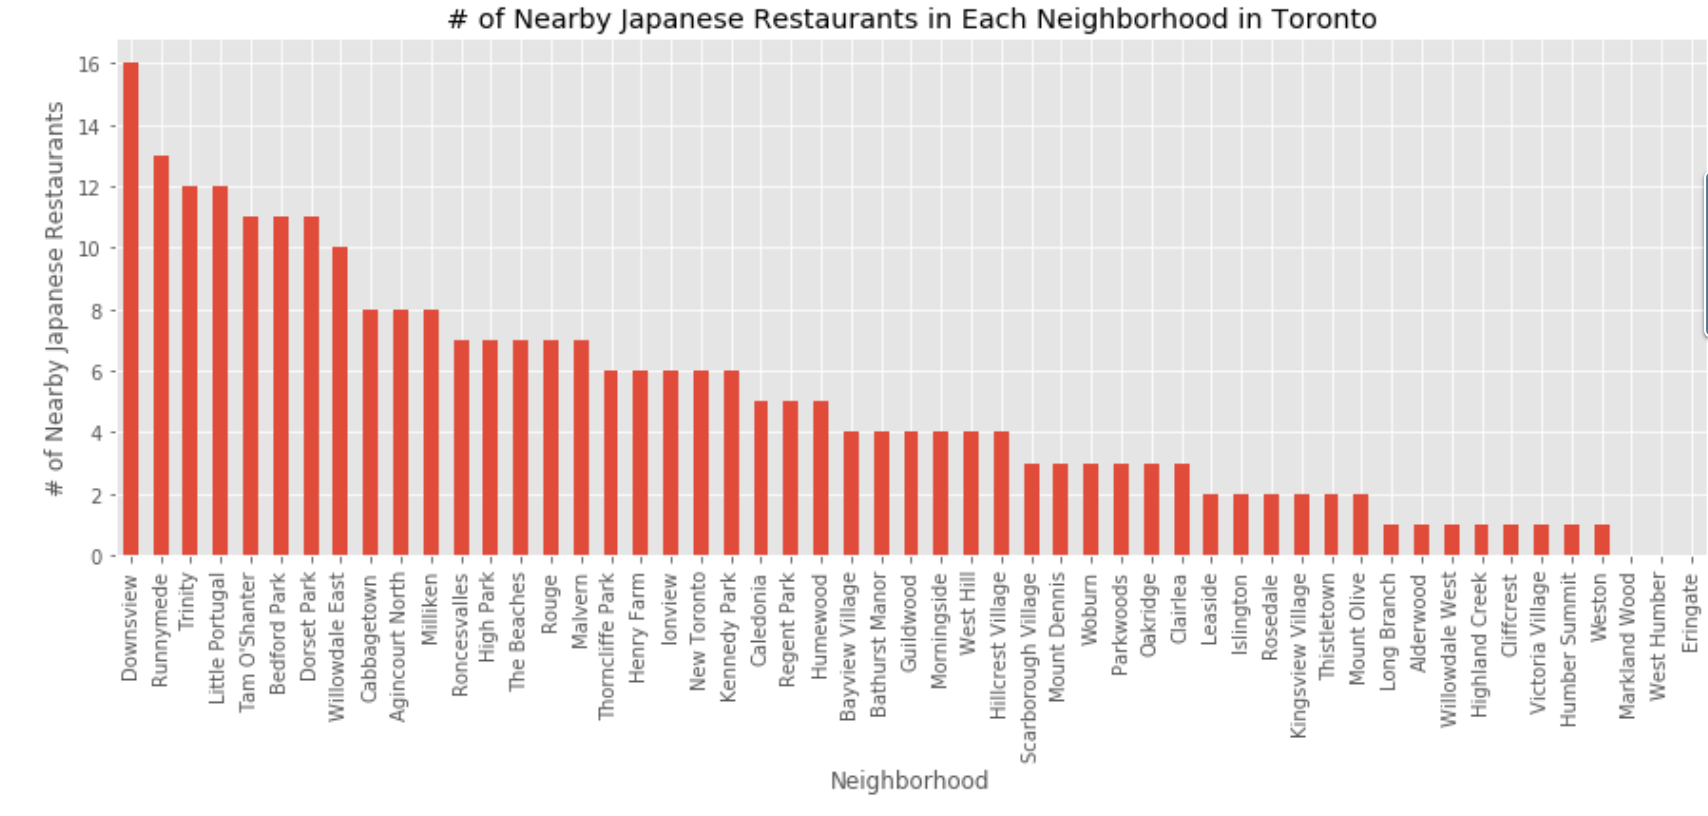 # of Nearby Japanese Restaurants in Each Neighborhood in Toronto
# of Nearby Japanese Restaurants
16
14
12
10
8
6
4
2
0
Downsview
Runnymede
Trinity
Little Portugal
Tam O'Shanter
Bedford Park
Dorset Park
Willowdale East
Cabbagetown
Agincourt North
Milliken
Roncesvalles
High Park
The Beaches
Rouge
Malvern
Thorncliffe Park
Henry Farm
Ionview
New Toronto
Kennedy Park
Caledonia
Regent Park
Humewood
Bayview Village
Bathurst Manor
Guildwood
Morningside
West Hill
Hillcrest Village
Scarborough Village
Mount Dennis
Woburn
Parkwoods
Oakridge
Clairlea
Leaside
Islington
Rosedale
Kingsview Village
Thistletown
Mount Olive
Long Branch
Alderwood
Willowdale West
Highland Creek
Cliffcrest
Victoria Village
Humber Summit
Weston
Markland Wood
West Humber
Eringate
Neighborhood